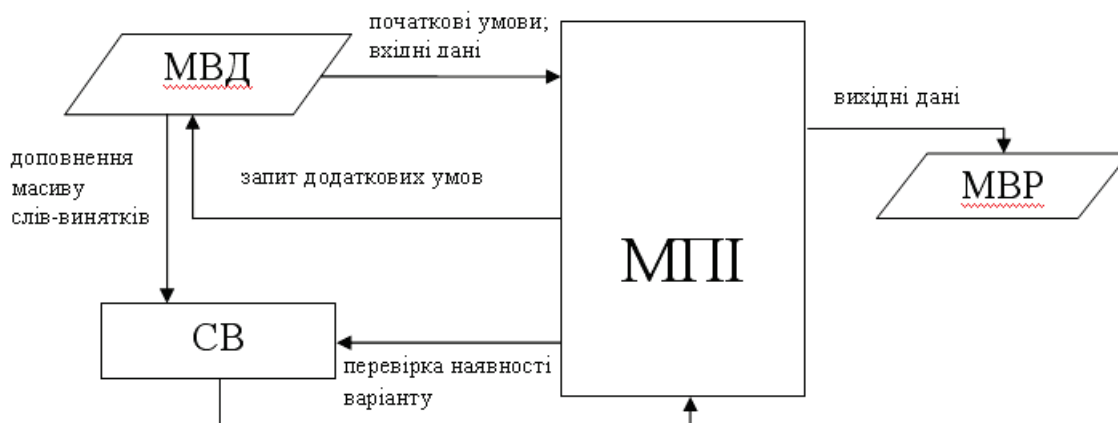 початкові умови;
вхідні дані
МВД
вихідні дані
доповнення
масиву
слів-винятків
запит додаткових умов
МВР
МПІ
СВ
перевірка наявності
варіанту